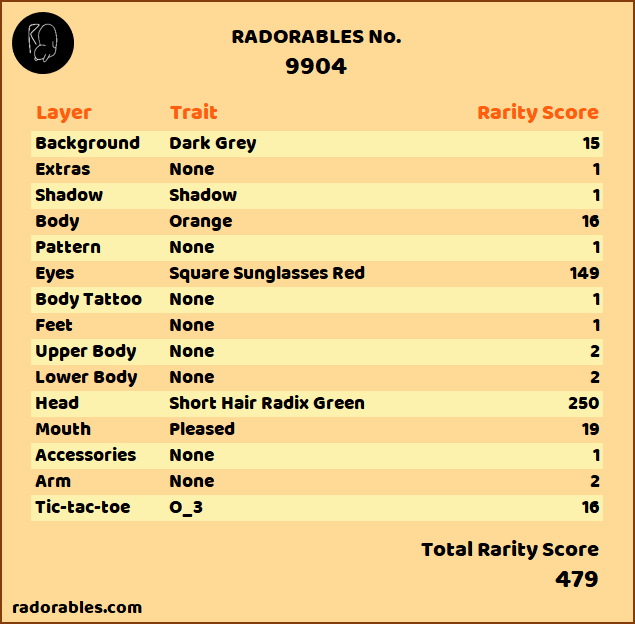 RADORABLES No.
9904
Layer Trait Rarity Score
Background Dark Grey 15
Extras None 1
Shadow Shadow 1
Body Orange 16
Pattern None 1
Eyes Square Sunglasses Red 149
Body Tattoo None 1
Feet None 1
Upper Body None 2
Lower Body None 2
Head Short Hair Radix Green 250
Mouth Pleased 19
Accessories None 1
Arm None 2
Tic-tac-toe O_3 16
Total Rarity Score
479
radorables.com